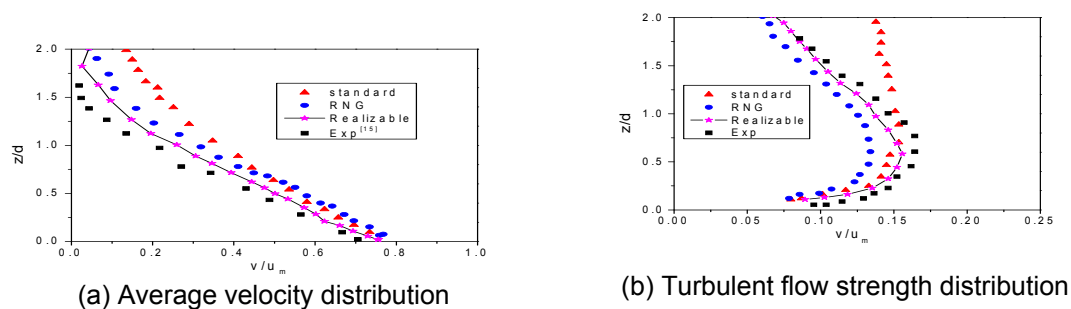 2.0
1.5
1.0
0.5
0.0
z/d
standard
RNG
Realizable
Exp[15]
0.0 0.2 0.4 0.6 0.8 1.0
v/um
(a) Average velocity distribution
2.0
1.5
1.0
0.5
0.0
z/d
standard
RNG
Realizable
Exp
0.00 0.05 0.10 0.15 0.20 0.25
v/um
(b) Turbulent flow strength distribution